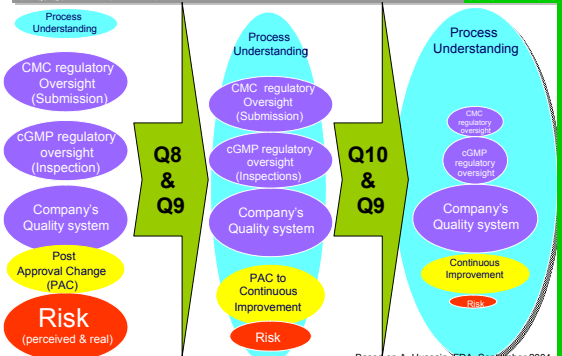 Process
Understanding
CMC regulatory
Oversight
(Submission)
cGMP regulatory
oversight
(Inspection)
Company's
Quality system
Post
Approval Change
(PAC)
Risk
(perceived & real)
Q8
&
Q9
Process
Understanding
CMC regulatory
Oversight
(Submission)
cGMP regulatory
oversight
(Inspections)
Company's
Quality system
PAC to
Continuous
Improvement
Risk
Q10
&
Q9
Process
Understanding
CMC
regulatory
oversight
cGMP
regulatory
oversight
Company's
Quality system
Continuous
Improvement
Risk